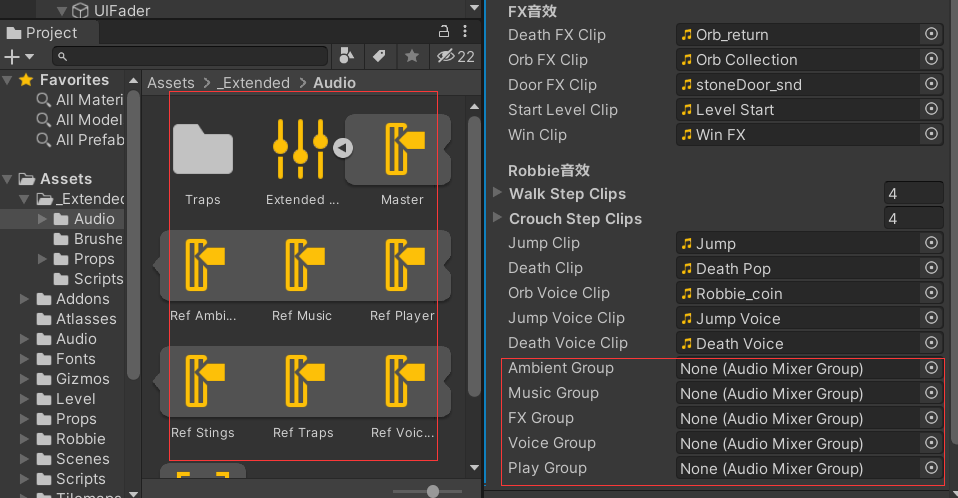 UIFader
Project
22
Favorites
All Materi
All Model
All Prefab
Assets
_Extended
Audio
Brushe
Props
Scripts
Addons
Atlasses
Audio
Fonts
Gizmos
Level
Props
Robbie
Scenes
Scripts
Tilemaps
Assets > _Extended > Audio
Traps
Extended ...
Master
Ref Ambi...
Ref Music
Ref Player
Ref Stings
Ref Traps
Ref Voic...
FX音效
Death FX Clip Orb_return
Orb FX Clip Orb Collection
Door FX Clip stoneDoor_snd
Start Level Clip Level Start
Win Clip Win FX
Robbie音效
Walk Step Clips 4
Crouch Step Clips 4
Jump Clip Jump
Death Clip Death Pop
Orb Voice Clip Robbie_coin
Jump Voice Clip Jump Voice
Death Voice Clip Death Voice
Ambient Group None (Audio Mixer Group)
Music Group None (Audio Mixer Group)
FX Group None (Audio Mixer Group)
Voice Group None (Audio Mixer Group)
Play Group None (Audio Mixer Group)